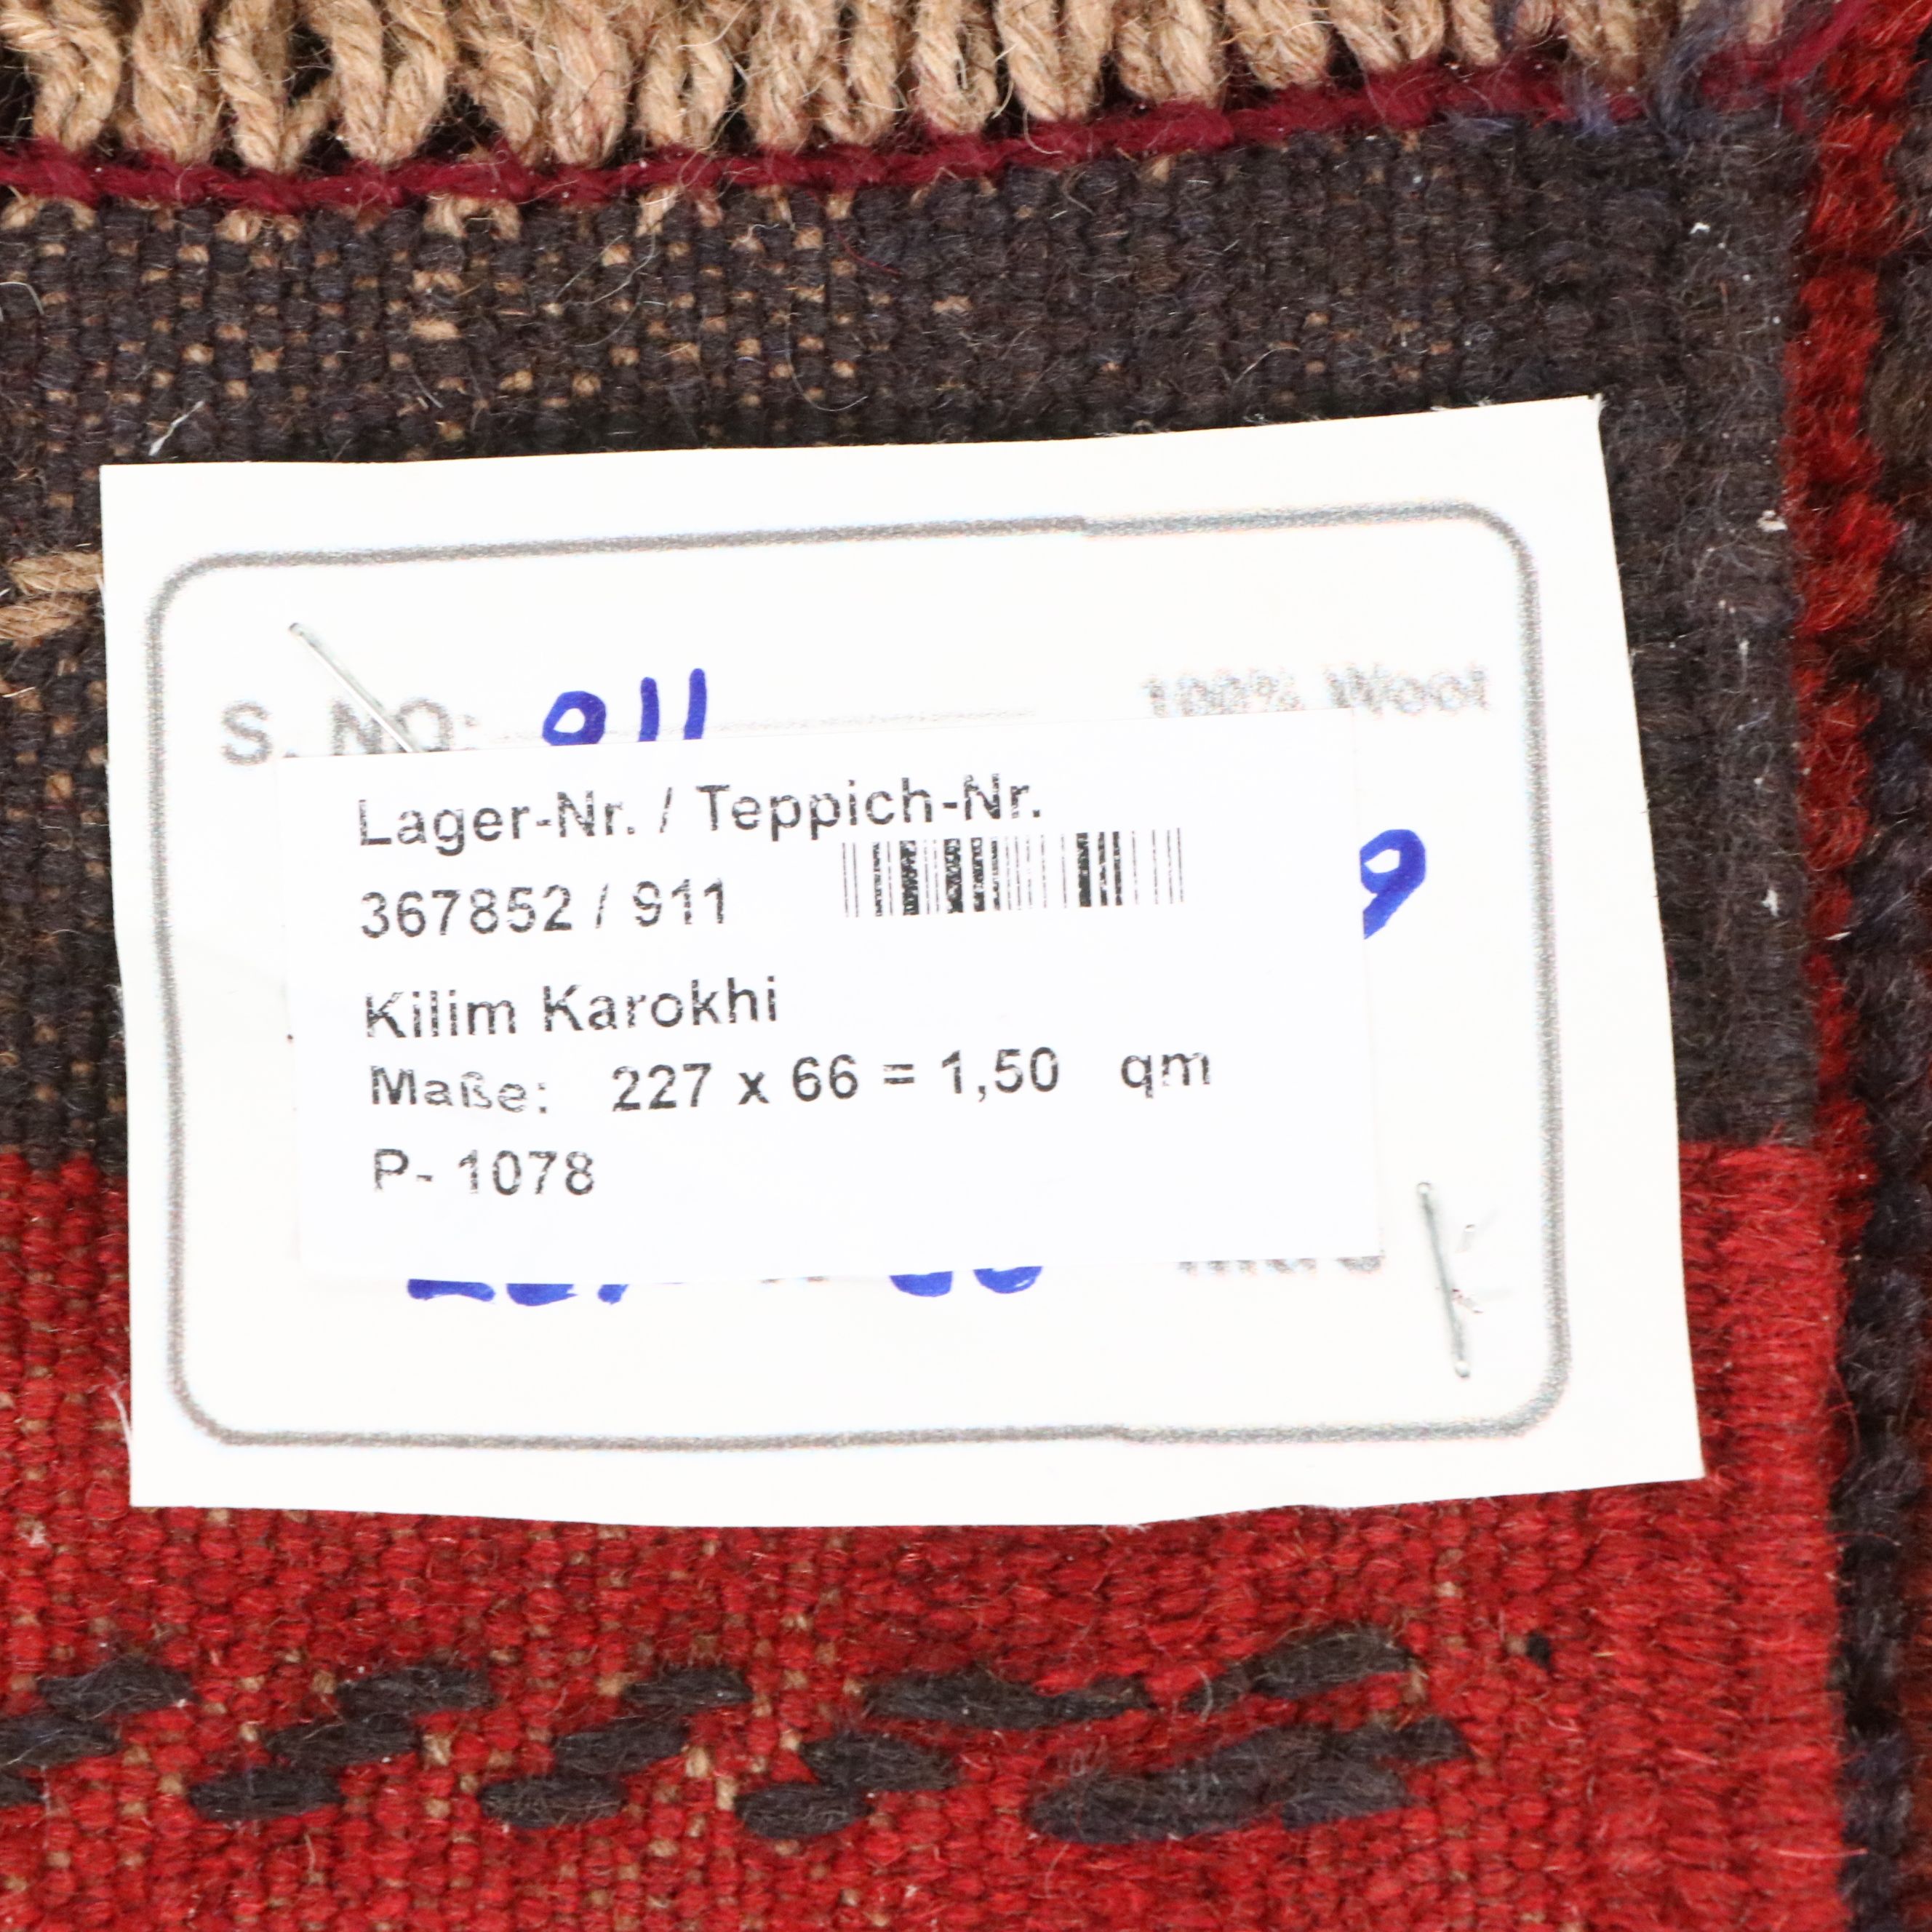 S. NO: 911 100% Wool
Lager-Nr. / Teppich-Nr.
367852 / 911
9
Kilim Karokhi
Maße: 227 x 66 = 1,50 qm
P- 1078